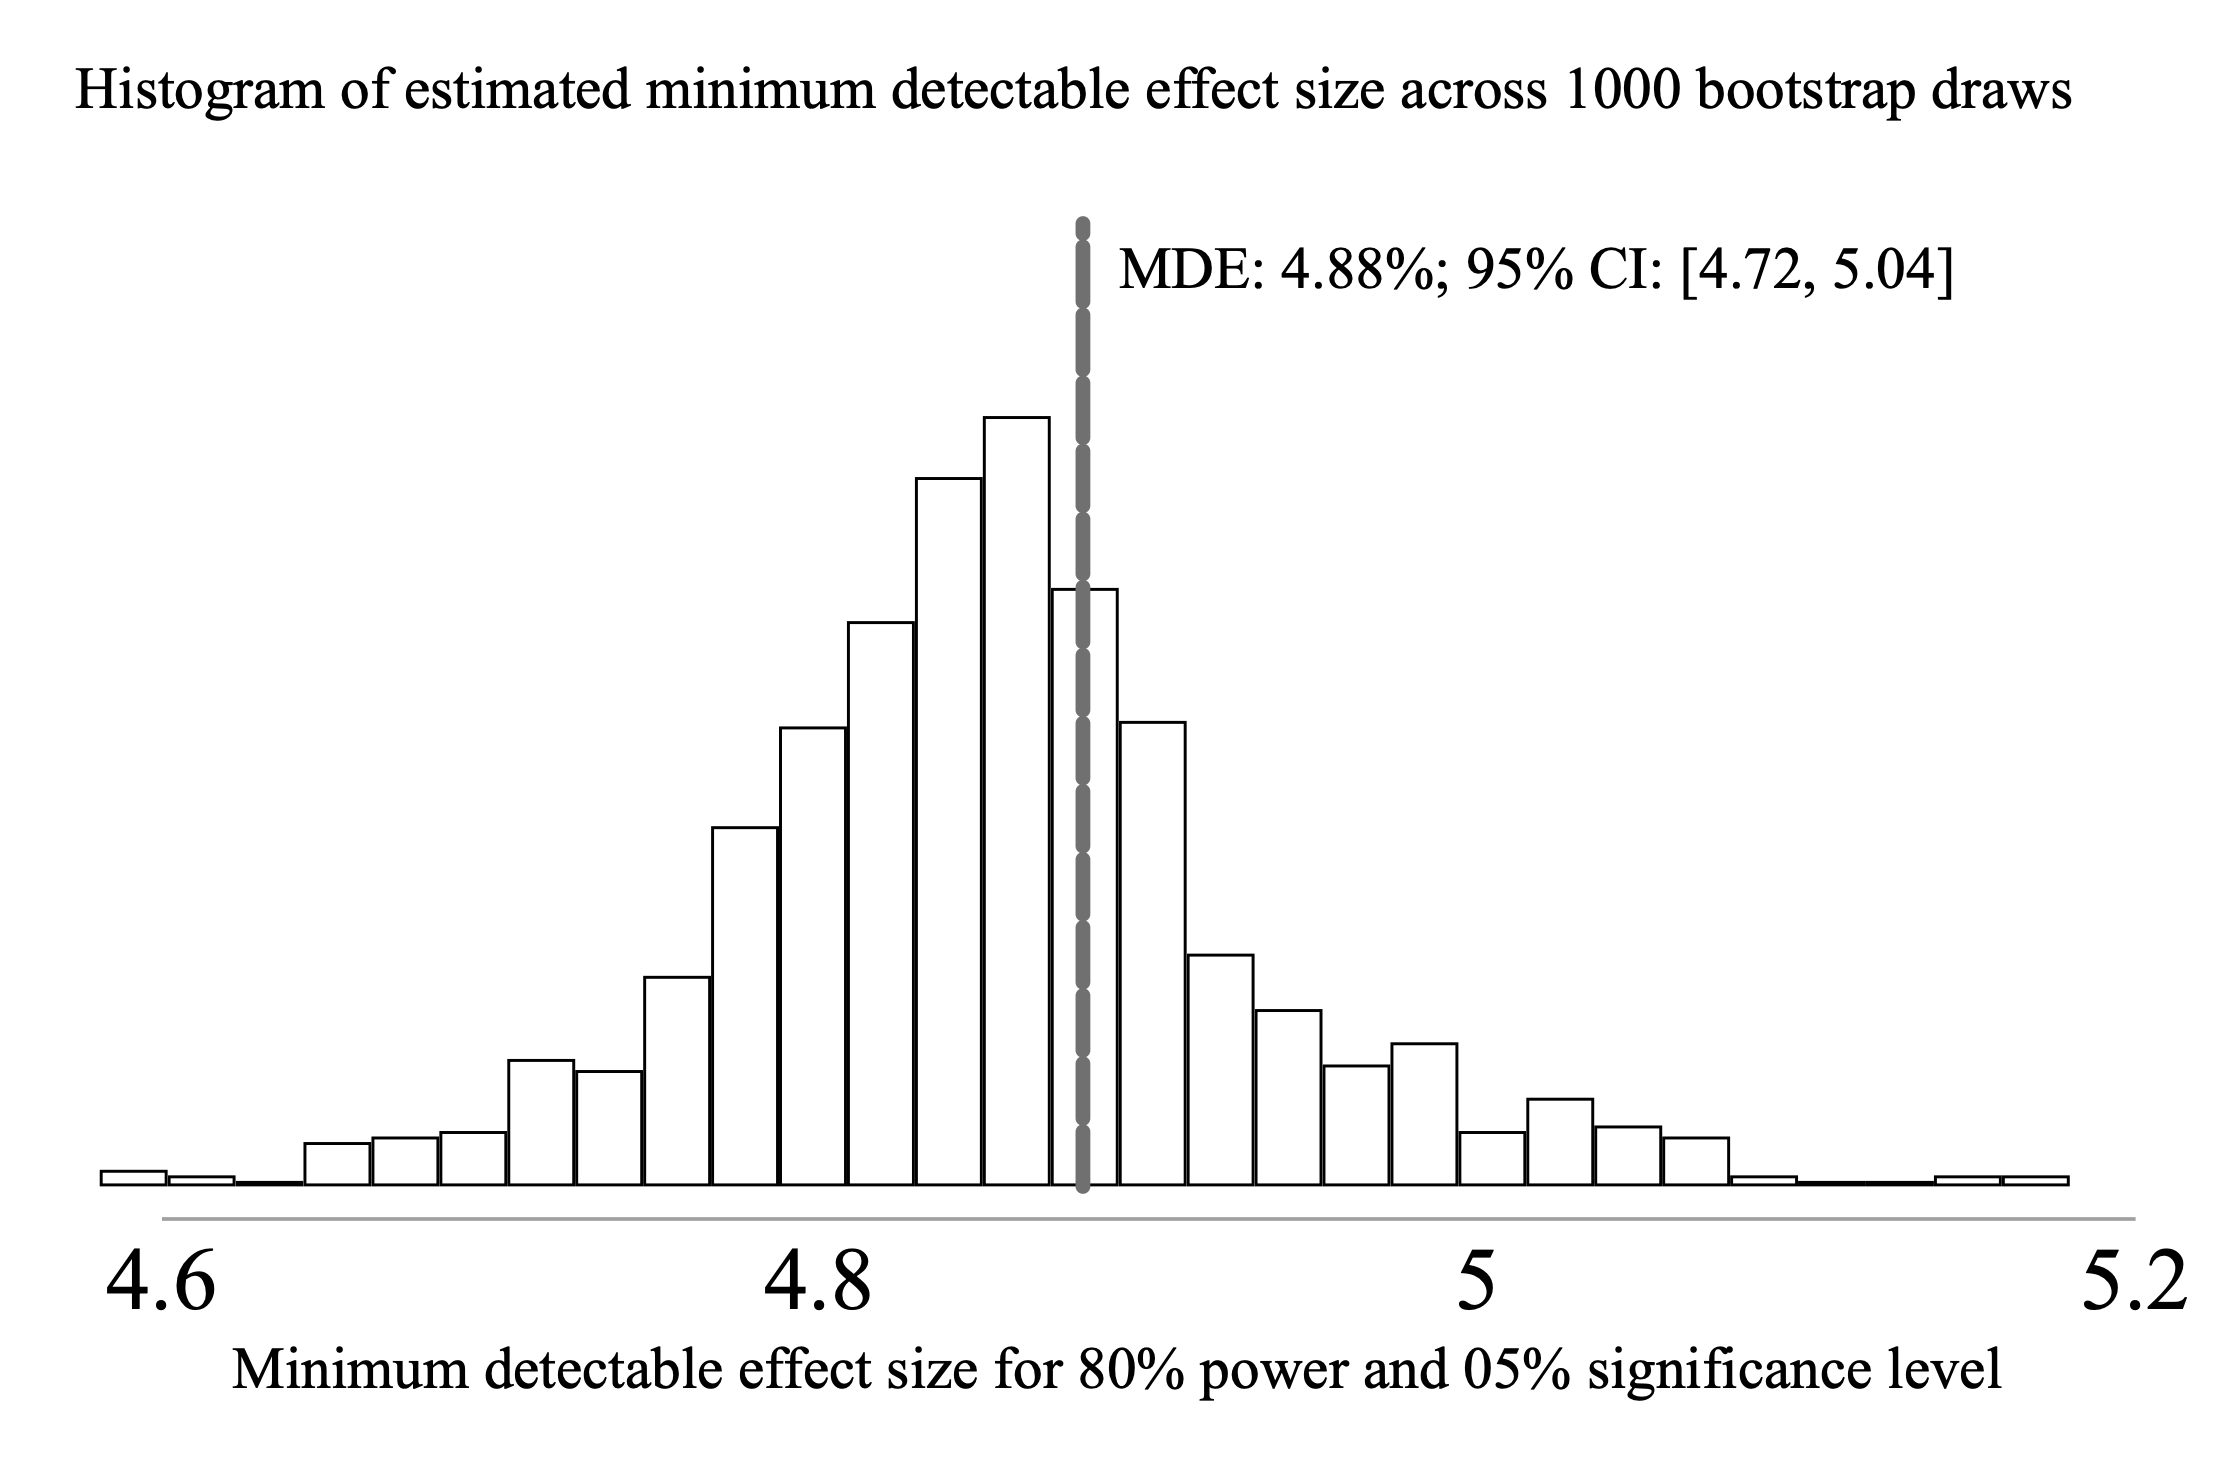 Histogram of estimated minimum detectable effect size across 1000 bootstrap draws
MDE: 4.88%; 95% CI: [4.72, 5.04]
4.6 4.8 5 5.2
Minimum detectable effect size for 80% power and 05% significance level